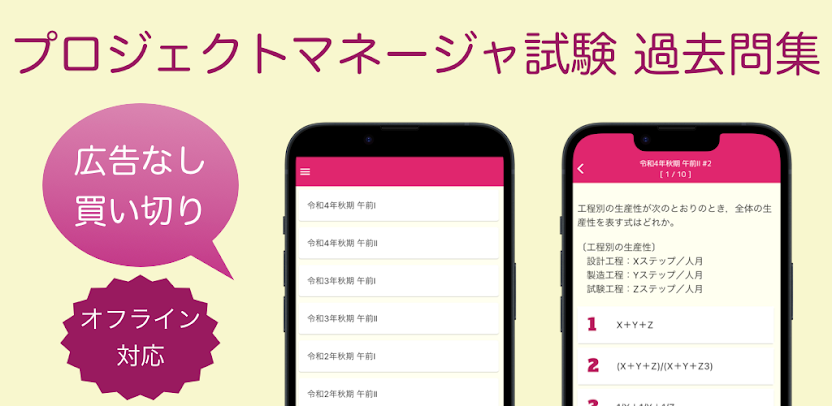 プロジェクトマネージャ試験 過去問集
広告なし
買い切り
オフライン
対応
令和4年秋期 午前I
令和4年秋期 午前II
令和3年秋期 午前I
令和3年秋期 午前II
令和2年秋期 午前I
令和2年秋期 午前II
令和4年秋期 午前II #2
[ 1 / 10 ]
工程別の生産性が次のとおりのとき，全体の生
産性を表す式はどれか。
〔工程別の生産性〕
設計工程：Xステップ／人月
製造工程：Yステップ／人月
試験工程：Zステップ／人月
1 X＋Y＋Z
2 (X＋Y＋Z)/(X＋Y＋Z3)